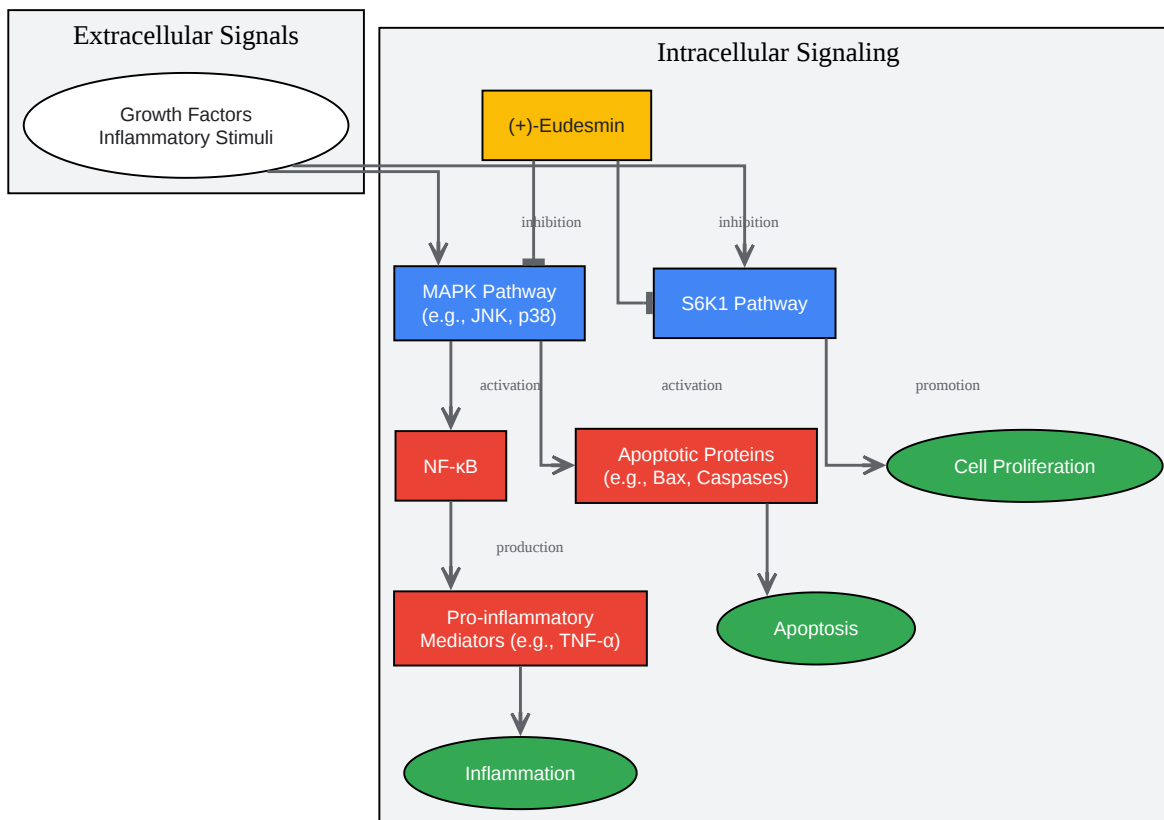 Extracellular Signals
Growth Factors
Inflammatory Stimuli
Intracellular Signaling
(+)-Eudesmin
inhibition
inhibition
MAPK Pathway
(e.g., JNK, p38)
S6K1 Pathway
activation
activation
promotion
NF-κB
Apoptotic Proteins
(e.g., Bax, Caspases)
Cell Proliferation
production
Pro-inflammatory
Mediators (e.g., TNF-α)
Apoptosis
Inflammation